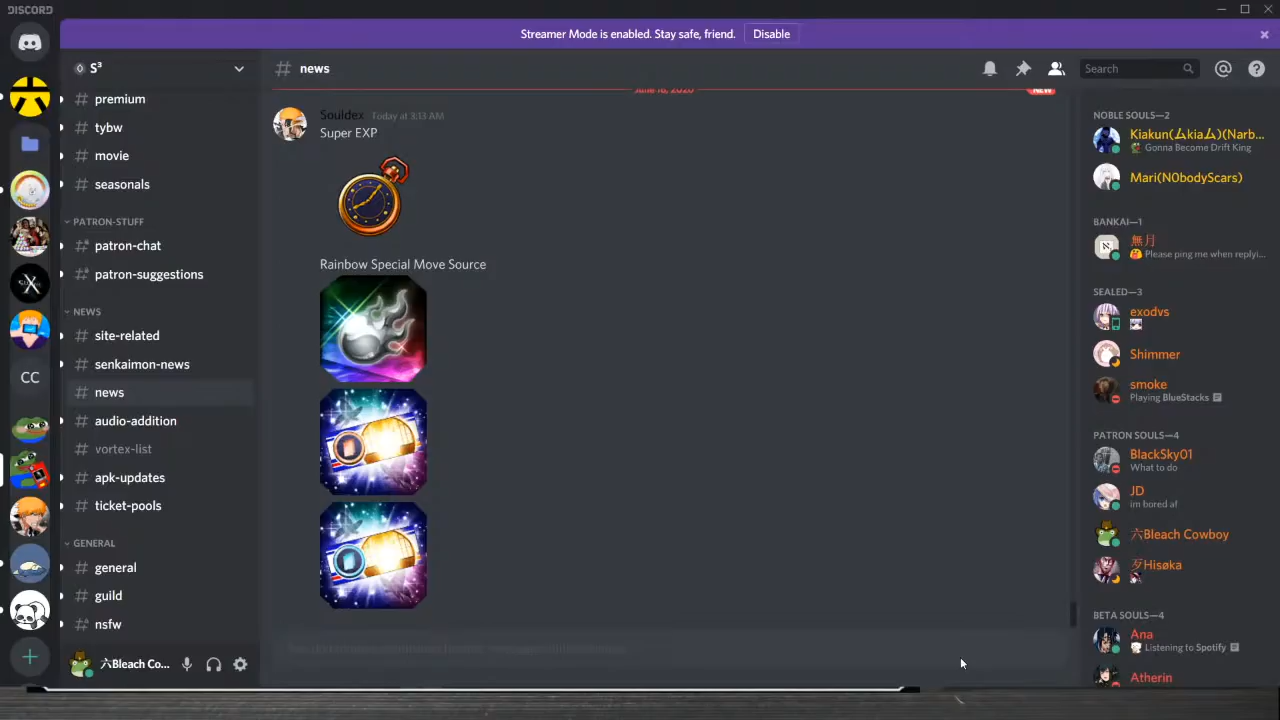 DISCORD
Streamer Mode is enabled. Stay safe, friend.
Disable
S³
premium
tybw
movie
seasonals
PATRON-STUFF
patron-chat
patron-suggestions
NEWS
site-related
senkaimon-news
news
audio-addition
vortex-list
apk-updates
ticket-pools
GENERAL
general
guild
nsfw
六Bleach Co...
CC
# news
Search
June 16, 2020
NEW
Souldex Today at 3:13 AM
Super EXP
Rainbow Special Move Source
NOBLE SOULS—2
Kiakun(ムkiaム)(Narb...
Gonna Become Drift King
Mari(N0bodyScars)
BANKAI—1
無月
Please ping me when replyi...
SEALED—3
exodvs
Shimmer
smoke
Playing BlueStacks
PATRON SOULS—4
BlackSky01
What to do
JD
im bored af
六Bleach Cowboy
歹Hisøka
BETA SOULS—4
Ana
Listening to Spotify
Atherin